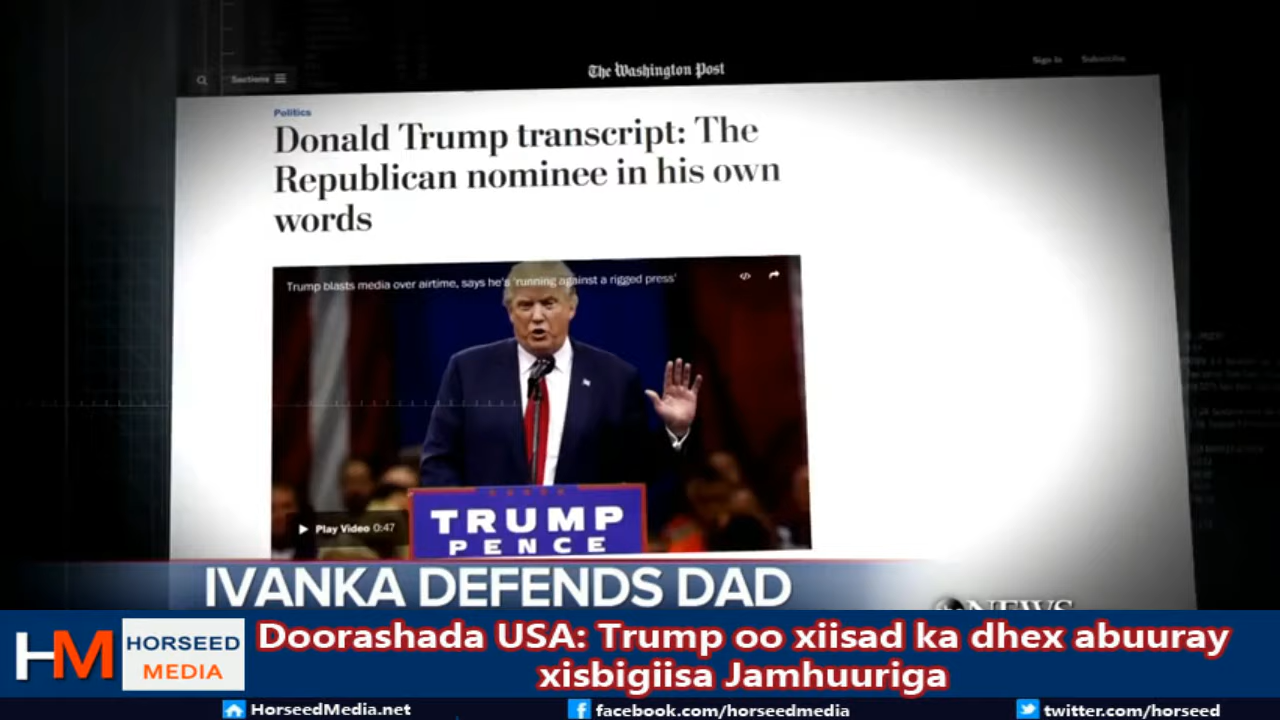 Sections
The Washington Post
Sign In
Subscribe
Politics
Donald Trump transcript: The
Republican nominee in his own
words
Trump blasts media over airtime, says he's 'running against a rigged press'
Play Video 0:47
TRUMP
PENCE
IVANKA DEFENDS DAD
NEWS
HM
HORSEED
MEDIA
Doorashada USA: Trump oo xiisad ka dhex abuuray
xisbigiisa Jamhuuriga
HorseedMedia.net
facebook.com/horseedmedia
twitter.com/horseed